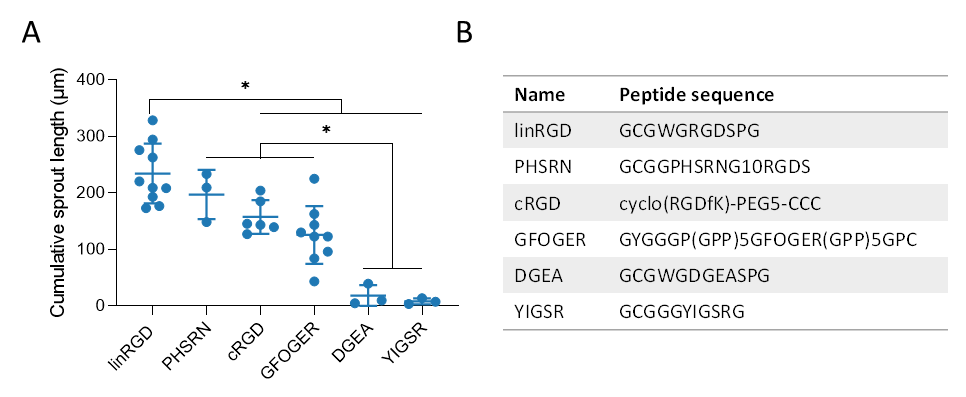 A
Cumulative sprout length (µm)
400
300
200
100
0
*
*
linRGD
PHSRN
cRGD
GFOGER
DGEA
YIGSR
B
Name Peptide sequence
linRGD GCGWGRGDSPG
PHSRN GCGGPHSRNG10RGDS
cRGD cyclo(RGDfK)-PEG5-CCC
GFOGER GYGGGP(GPP)5GFOGER(GPP)5GPC
DGEA GCGWGDGEASPG
YIGSR GCGGGYIGSRG